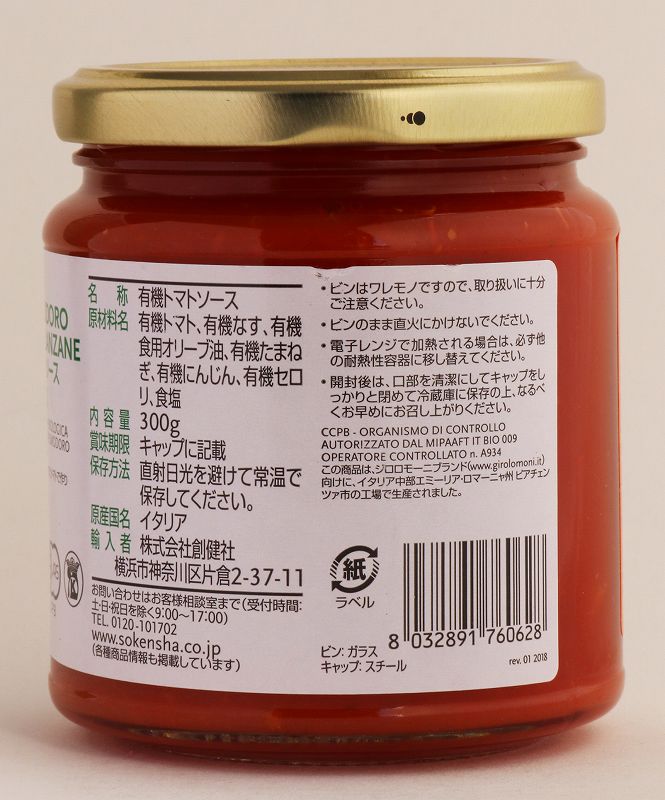 DORO
ANZANE
ース
名 称 有機トマトソース
原材料名 有機トマト、有機なす、有機
食用オリーブ油、有機たまね
ぎ、有機にんじん、有機セロ
リ、食塩
内 容 量 300g
賞味期限 キャップに記載
保存方法 直射日光を避けて常温で
保存してください。
原産国名 イタリア
輸 入 者 株式会社創健社
横浜市神奈川区片倉2-37-11
お問い合わせはお客様相談室まで(受付時間:
土・日・祝日を除く9:00〜17:00)
TEL. 0120-101702
www.sokensha.co.jp
(各種商品情報も掲載しています)
• ビンはワレモノですので、取り扱いに十分
ご注意ください。
• ビンのまま直火にかけないでください。
• 電子レンジで加熱される場合は、必ず他
の耐熱性容器に移し替えてください。
• 開封後は、口部を清潔にしてキャップをし
っかりと閉めて冷蔵庫に保存の上、なるべ
くお早めにお召し上がりください。
CCPB - ORGANISMO DI CONTROLLO
AUTORIZZATO DAL MIPAAFT IT BIO 009
OPERATORE CONTROLLATO n. A934
この商品は、ジロロモーニブランド(www.girolomoni.it)
向けに、イタリア中部エミーリア・ロマーニャ州 ピアチェン
ツァ市の工場で生産されました。
紙
ラベル
8 032891 760628
ビン: ガラス
キャップ: スチール
rev. 01 2018